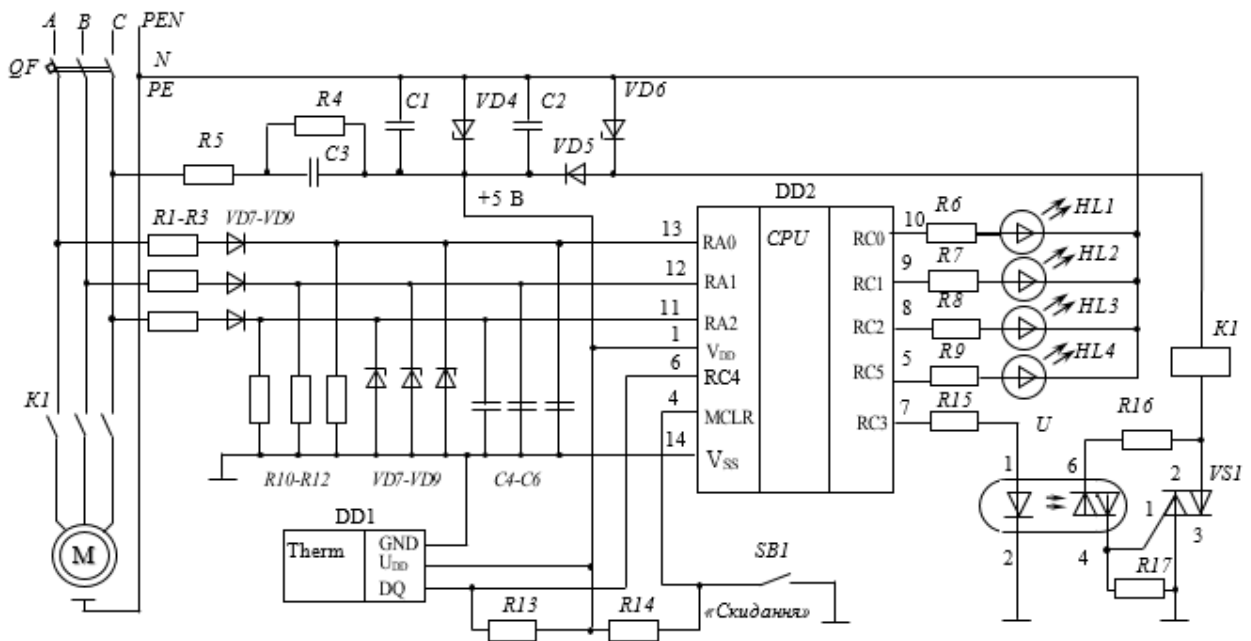 A B C PEN
QF
N
PE
R4
C1
VD4
C2
VD6
R5
C3
VD5
+5 В
DD2
R1-R3
VD7-VD9
13
RA0
CPU
RC0
10
R6
HL1
12
RA1
RC1
9
R7
HL2
11
RA2
RC2
8
R8
HL3
1
VDD
6
RC4
RC5
5
R9
HL4
K1
4
MCLR
RC3
7
R15
14
VSS
K1
R10-R12
VD7-VD9
C4-C6
U
R16
1
6
2
VS1
1
3
2
4
R17
DD1
Therm
GND
UDD
DQ
M
R13
R14
SB1
«Скидання»